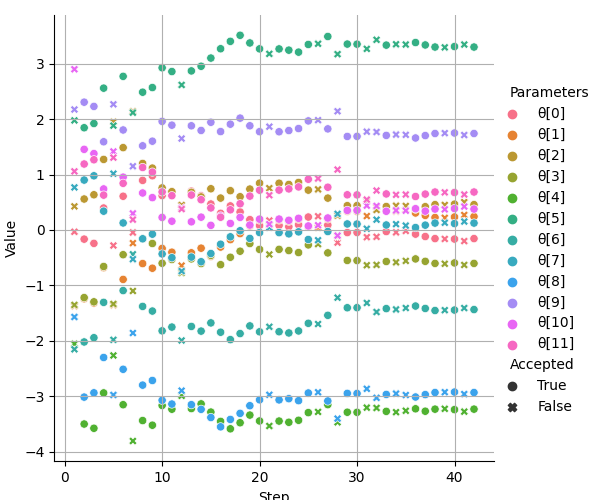 Parameters
θ[0]
θ[1]
θ[2]
θ[3]
θ[4]
θ[5]
θ[6]
θ[7]
θ[8]
θ[9]
θ[10]
θ[11]
Accepted
True
False
Value
3
2
1
0
−1
−2
−3
−4
0
10
20
30
40
Step